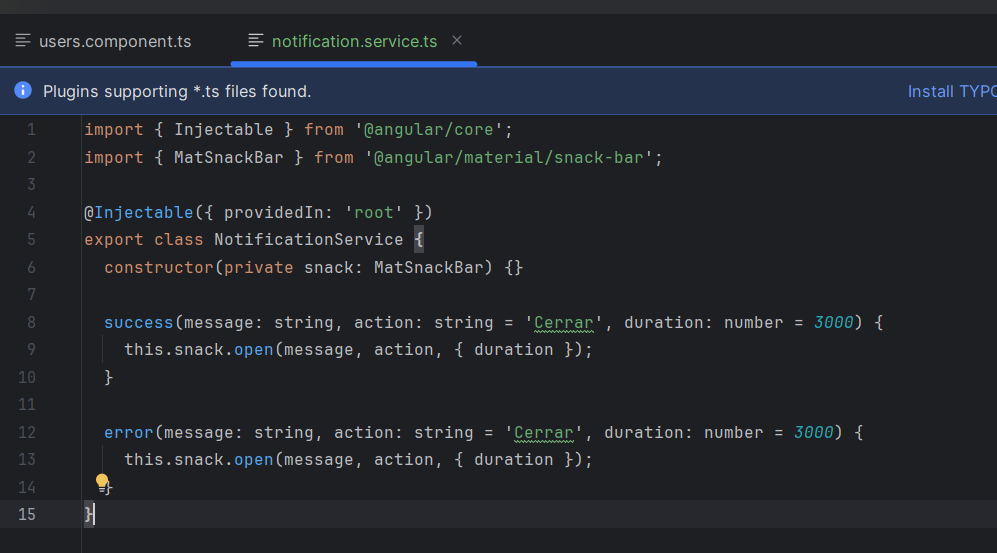 users.component.ts notification.service.ts
Plugins supporting *.ts files found. Install
1 import { Injectable } from '@angular/core';
2 import { MatSnackBar } from '@angular/material/snack-bar';
3
4 @Injectable({ providedIn: 'root' })
5 export class NotificationService {
6 constructor(private snack: MatSnackBar) {}
7
8 success(message: string, action: string = 'Cerrar', duration: number = 3000) {
9 this.snack.open(message, action, { duration });
10 }
11
12 error(message: string, action: string = 'Cerrar', duration: number = 3000) {
13 this.snack.open(message, action, { duration });
14 }
15 }